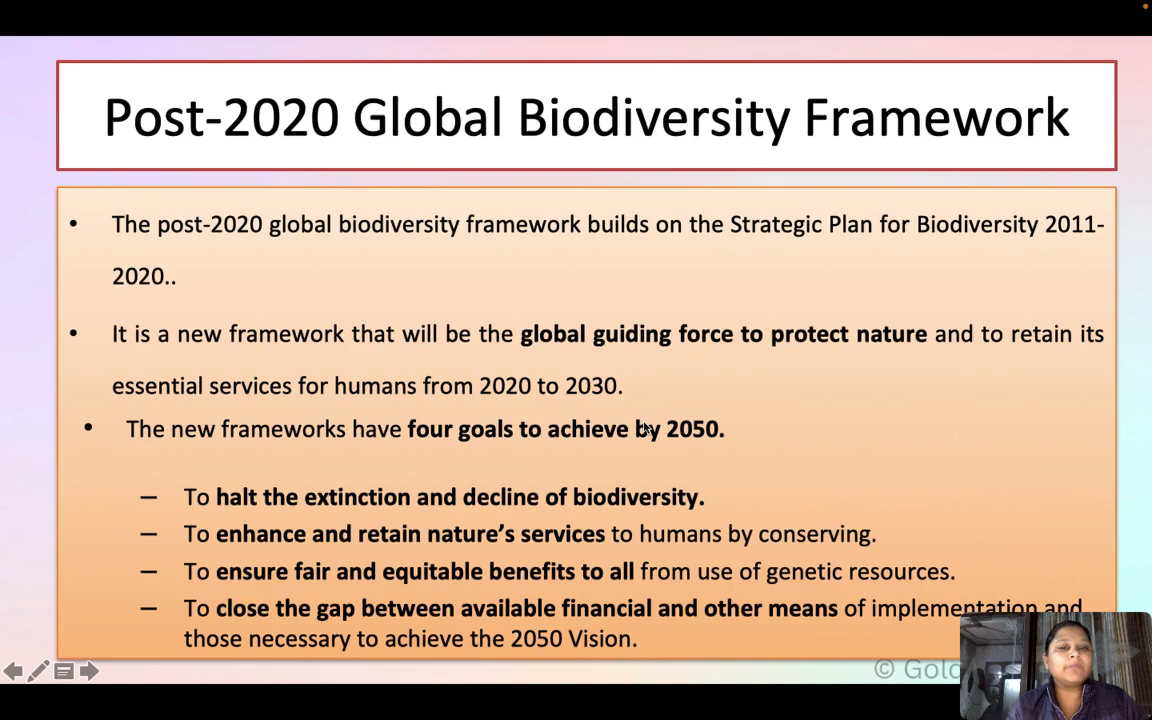 Post-2020 Global Biodiversity Framework
• The post-2020 global biodiversity framework builds on the Strategic Plan for Biodiversity 2011-
2020..
• It is a new framework that will be the global guiding force to protect nature and to retain its
essential services for humans from 2020 to 2030.
• The new frameworks have four goals to achieve by 2050.
– To halt the extinction and decline of biodiversity.
– To enhance and retain nature’s services to humans by conserving.
– To ensure fair and equitable benefits to all from use of genetic resources.
– To close the gap between available financial and other means of implementation and
those necessary to achieve the 2050 Vision.
©